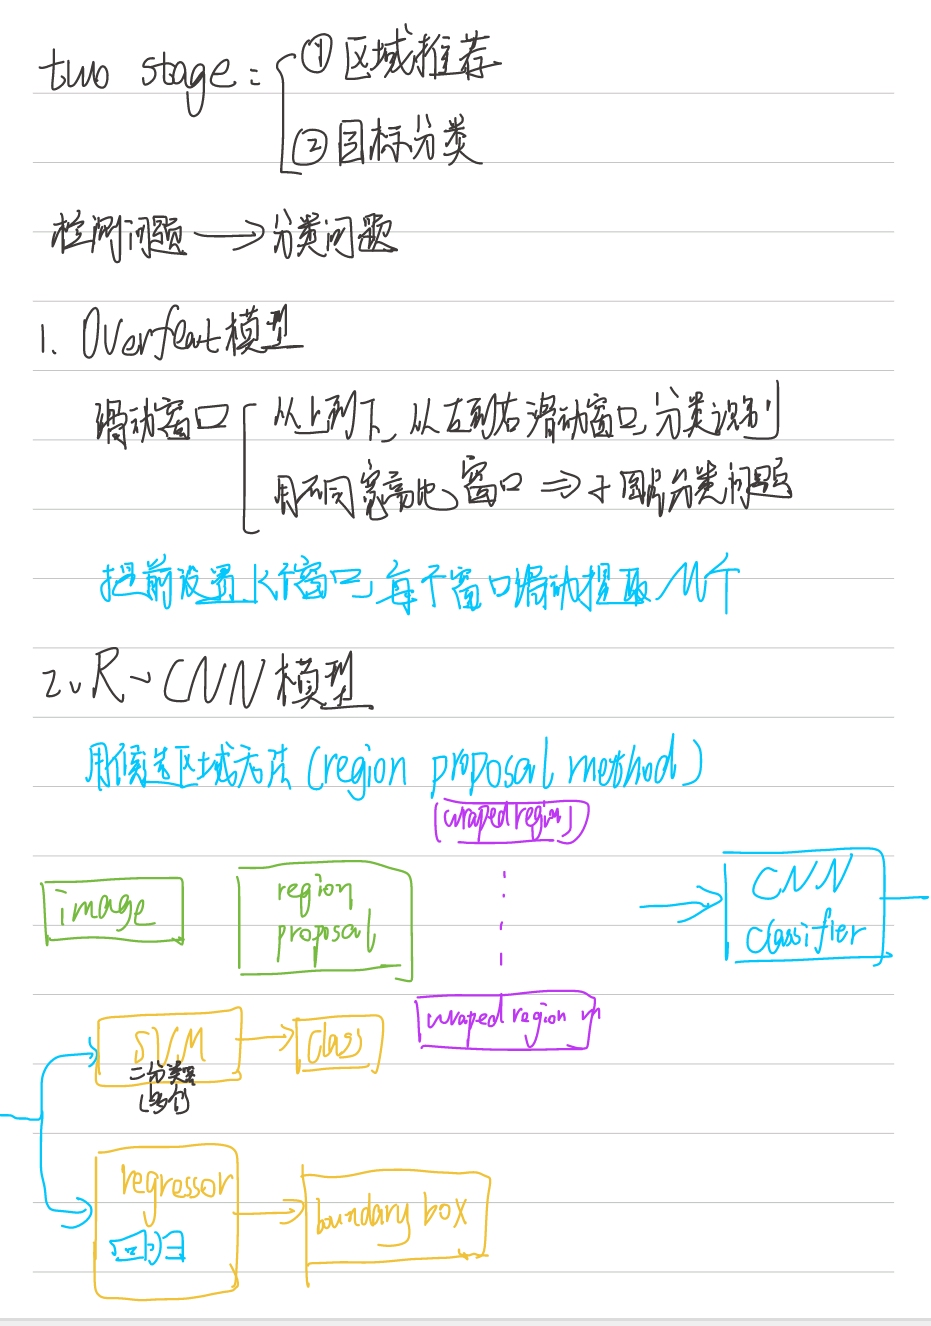 two stage: ①区域推荐
②目标分类
检测问题→分类问题
1. Overfeat模型
滑动窗口
从上到下、从左到右滑动窗口,分类识别
用不同宽高比、窗口⇒图片分类问题
提前设置K个窗口,每个窗口滑动提取M个
2、R-CNN模型
用候选区域方法(region proposal method)
wraped region 1
image
region
proposal
CNN
classifier
wraped region n
SVM
二分类器
(多个)
class
regressor
回归
boundary box